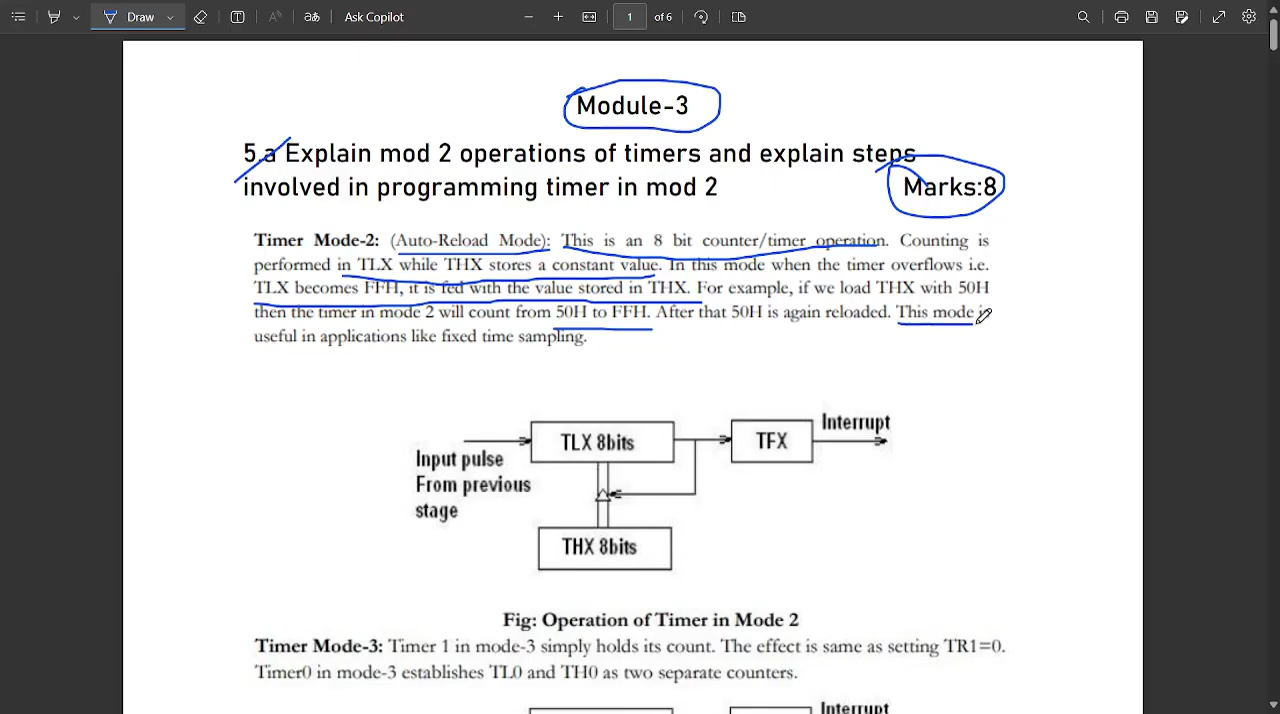 Draw
ab
Ask Copilot
1 of 6
Module-3
5.a Explain mod 2 operations of timers and explain steps
involved in programming timer in mod 2 Marks:8
Timer Mode-2: (Auto-Reload Mode): This is an 8 bit counter/timer operation. Counting is
performed in TLX while THX stores a constant value. In this mode when the timer overflows i.e.
TLX becomes FFH, it is fed with the value stored in THX. For example, if we load THX with 50H
then the timer in mode 2 will count from 50H to FFH. After that 50H is again reloaded. This mode is
useful in applications like fixed time sampling.
Input pulse
From previous
stage
TLX 8bits
TFX
Interrupt
THX 8bits
Fig: Operation of Timer in Mode 2
Timer Mode-3: Timer 1 in mode-3 simply holds its count. The effect is same as setting TR1=0.
Timer0 in mode-3 establishes TL0 and TH0 as two separate counters.
Interrupt